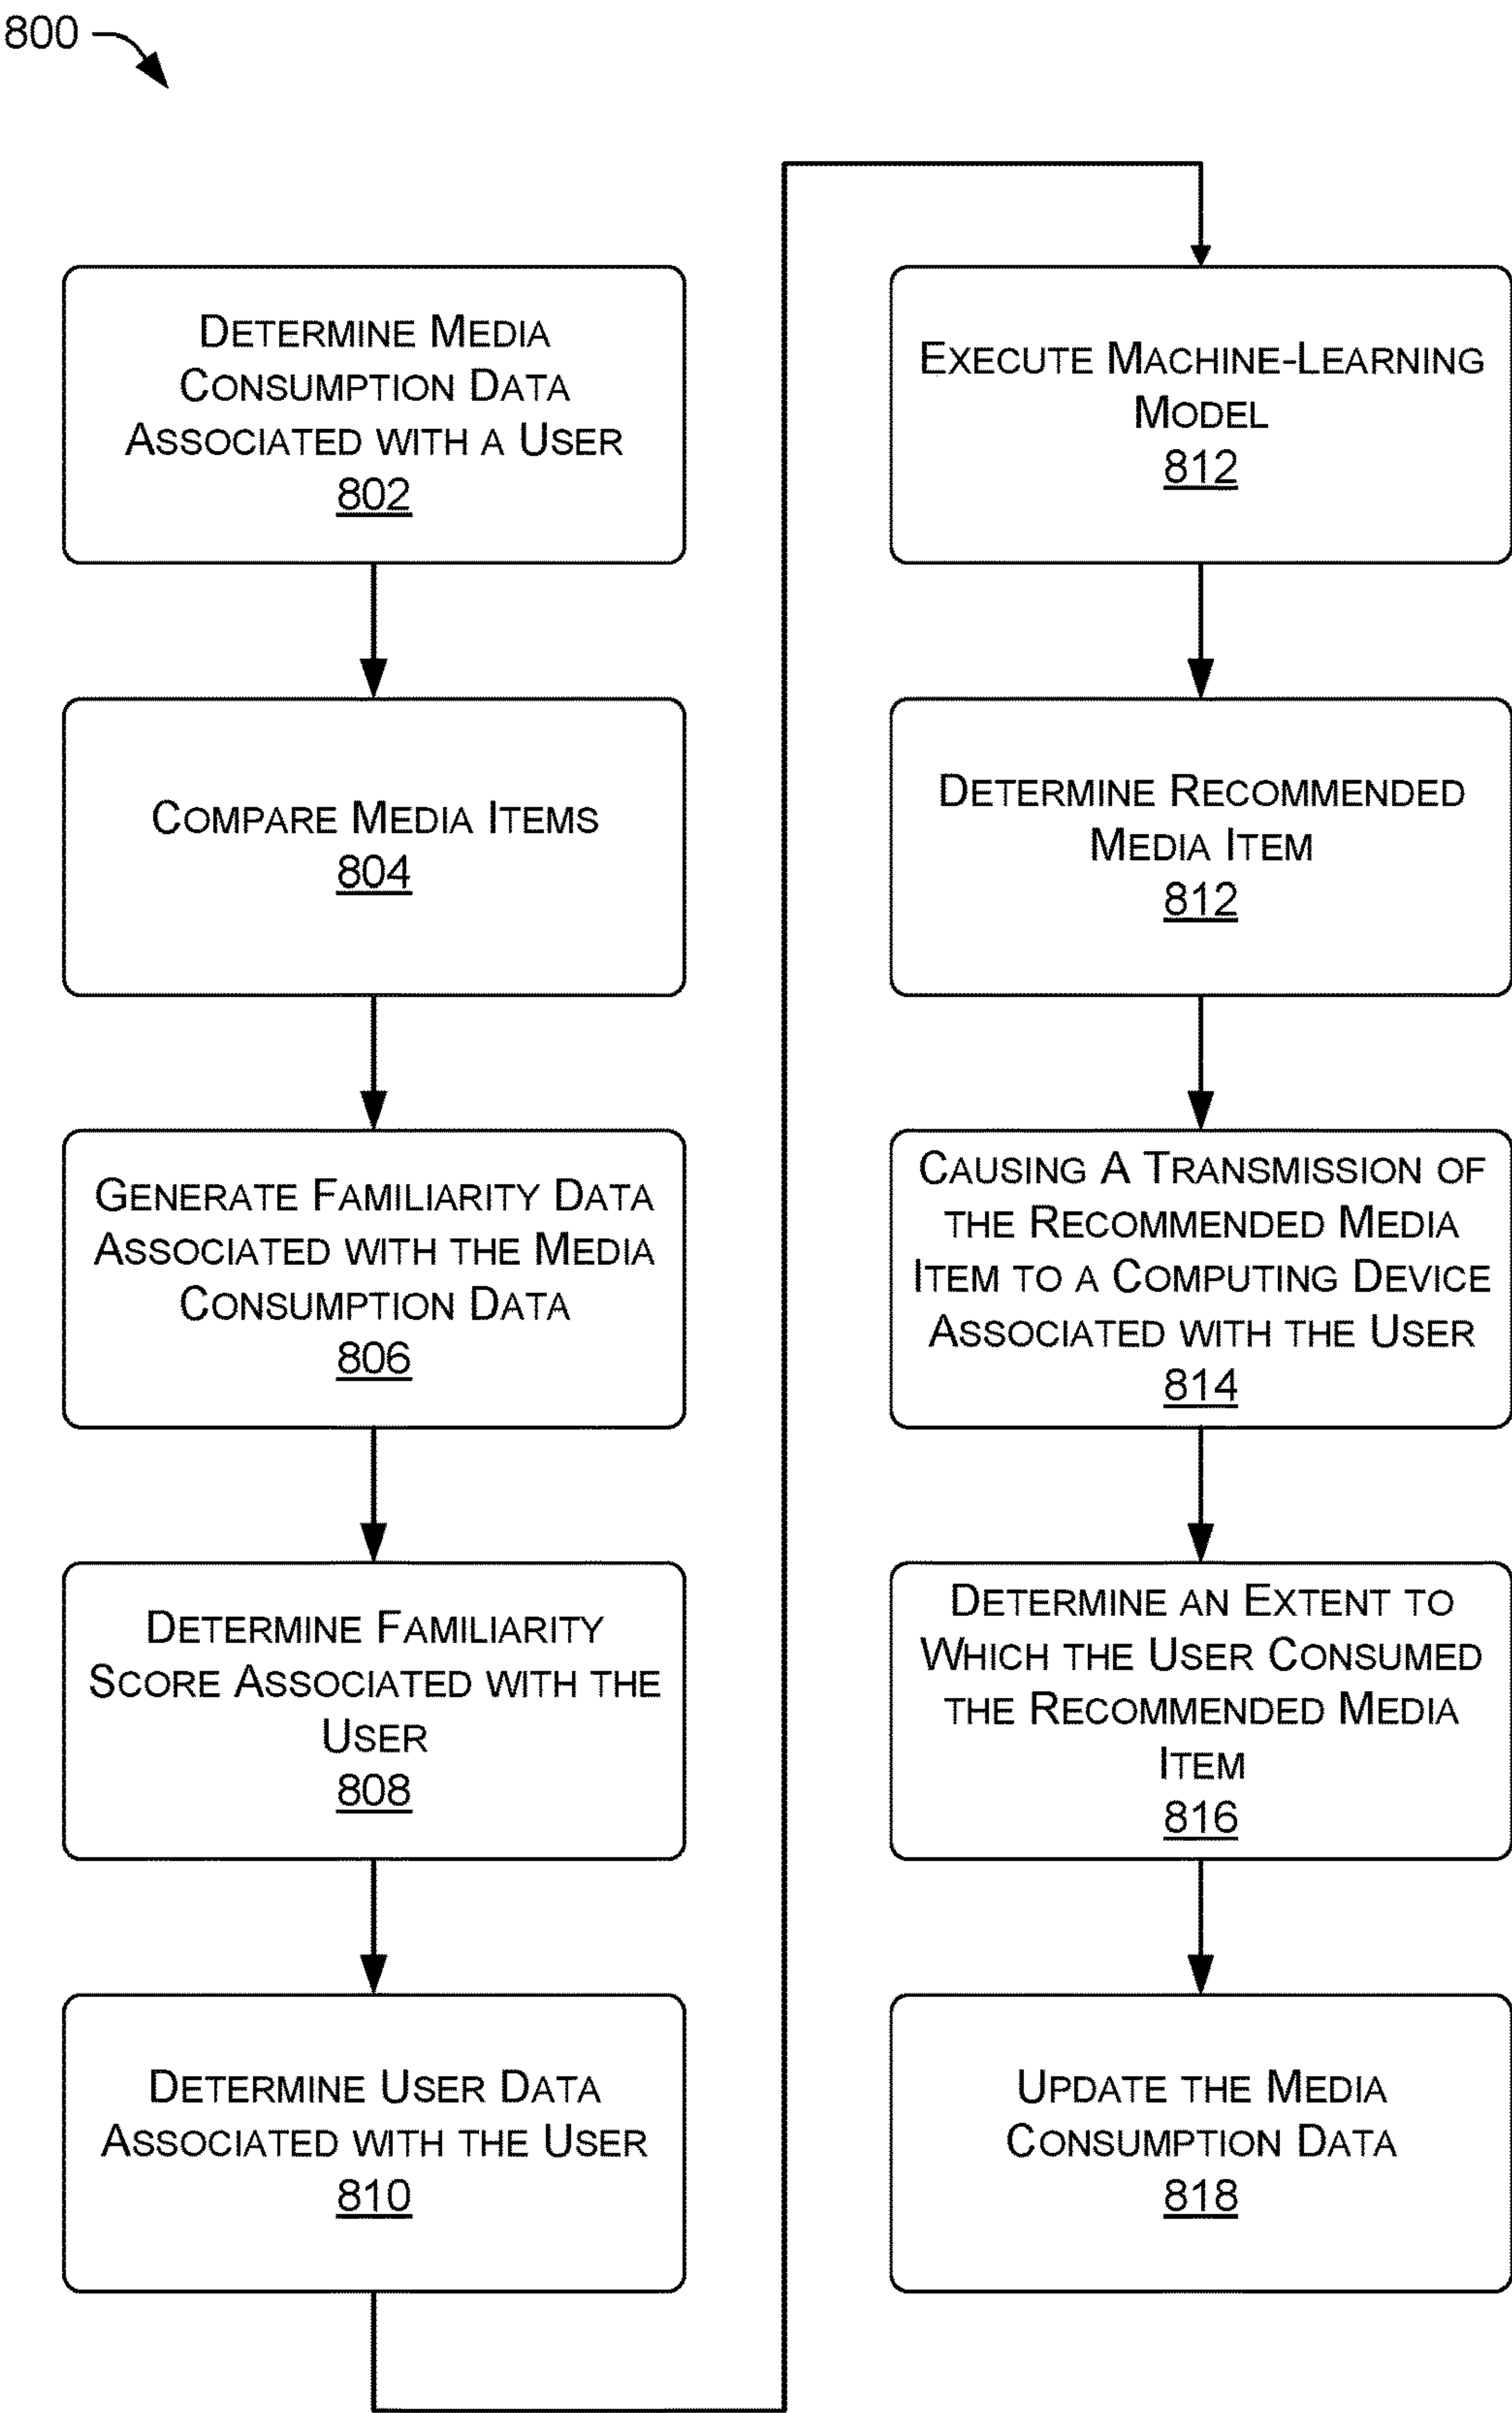 800
DETERMINE MEDIA
CONSUMPTION DATA
ASSOCIATED WITH A USER
802
COMPARE MEDIA ITEMS
804
GENERATE FAMILIARITY DATA
ASSOCIATED WITH THE MEDIA
CONSUMPTION DATA
806
DETERMINE FAMILIARITY
SCORE ASSOCIATED WITH THE
USER
808
DETERMINE USER DATA
ASSOCIATED WITH THE USER
810
EXECUTE MACHINE-LEARNING
MODEL
812
DETERMINE RECOMMENDED
MEDIA ITEM
812
CAUSING A TRANSMISSION OF
THE RECOMMENDED MEDIA
ITEM TO A COMPUTING DEVICE
ASSOCIATED WITH THE USER
814
DETERMINE AN EXTENT TO
WHICH THE USER CONSUMED
THE RECOMMENDED MEDIA
ITEM
816
UPDATE THE MEDIA
CONSUMPTION DATA
818